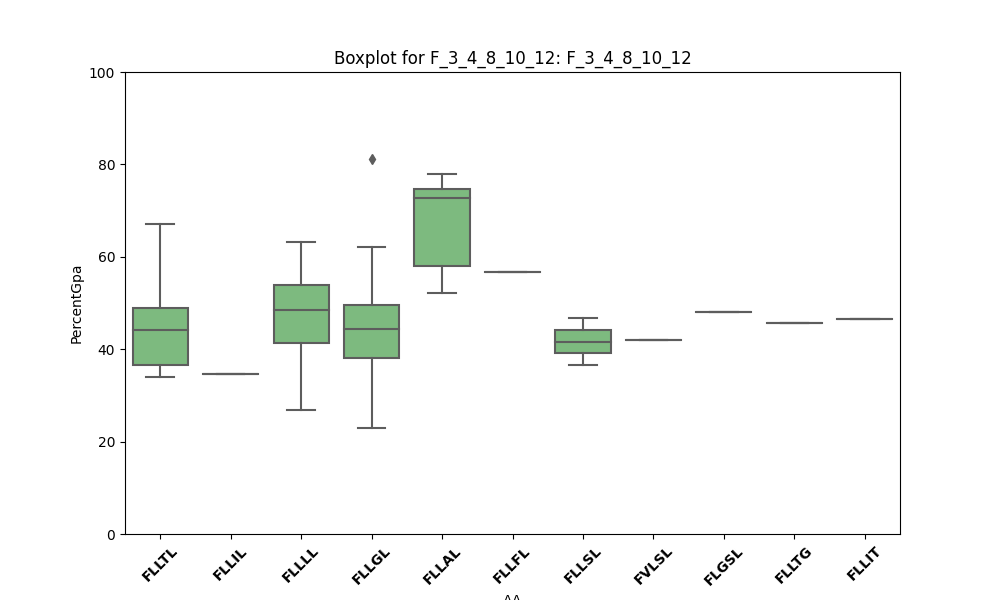 Boxplot for F_3_4_8_10_12: F_3_4_8_10_12
100
80
60
40
20
0
PercentGpa
FLLTL FLLIL FLLLL FLLGL FLLAL FLLFL FLLSL FVLSL FLGSL FLLTG FLLIT
AA